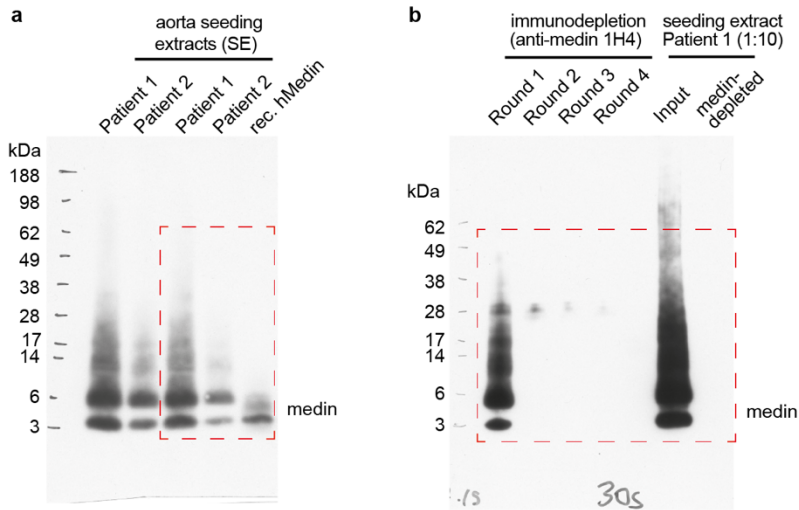 a
aorta seeding
extracts (SE)
Patient 1
Patient 2
Patient 1
Patient 2
rec. hMedin
kDa
188
98
62
49
38
28
17
14
6
3
medin
b
immunodepletion
(anti-medin 1H4)
seeding extract
Patient 1 (1:10)
Round 1
Round 2
Round 3
Round 4
Input
medin-
depleted
kDa
62
49
38
28
17
14
6
3
medin
30s